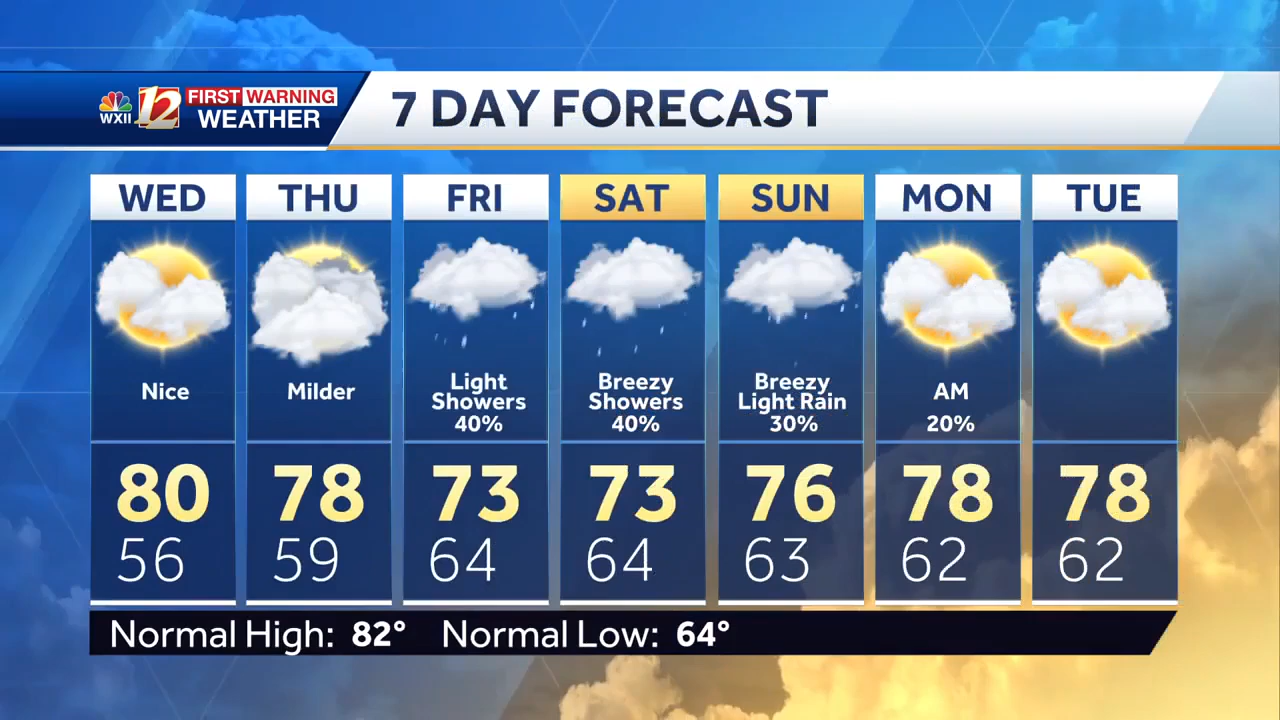 WXII 12 FIRST WARNING
WEATHER
7 DAY FORECAST
WED THU FRI SAT SUN MON TUE
Nice
Milder
Light
Showers
40%
Breezy
Showers
40%
Breezy
Light Rain
30%
AM
20%
80 78 73 73 76 78 78
56 59 64 64 63 62 62
Normal High: 82° Normal Low: 64°